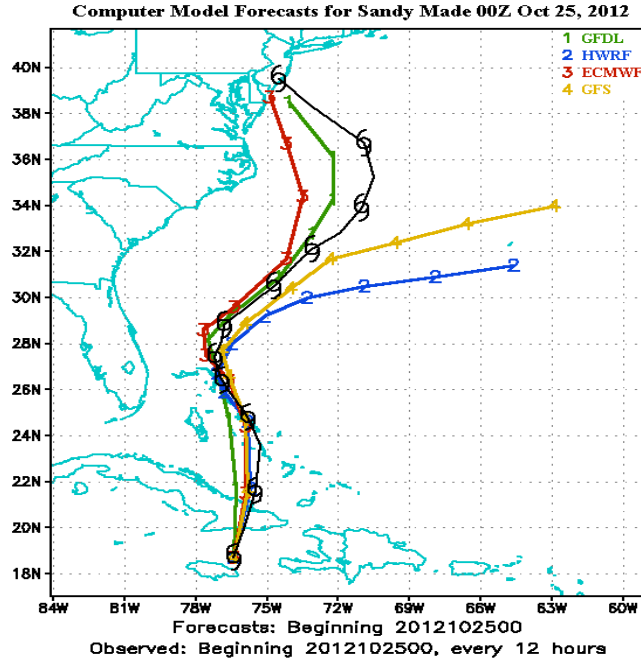 Computer Model Forecasts for Sandy Made 00Z Oct 25, 2012
1 GFDL
2 HWRF
3 ECMWF
4 GFS
40N
38N
36N
34N
32N
30N
28N
26N
24N
22N
20N
18N
84W 81W 78W 75W 72W 69W 66W 63W 60W
Forecasts: Beginning 2012102500
Observed: Beginning 2012102500, every 12 hours